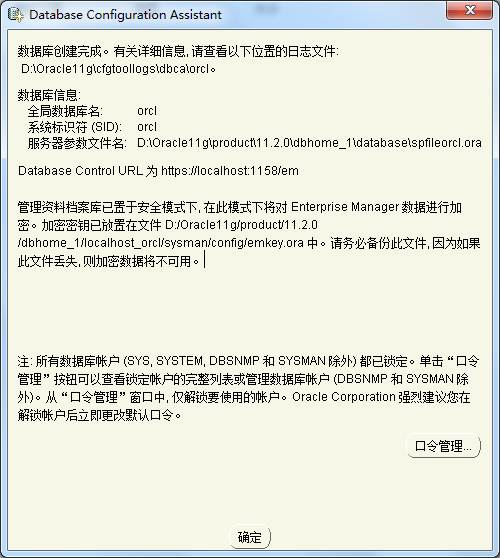 Database Configuration Assistant
数据库创建完成。有关详细信息, 请查看以下位置的日志文件:
D:\Oracle11g\cfgtoollogs\dbca\orcl。
数据库信息:
全局数据库名: orcl
系统标识符 (SID): orcl
服务器参数文件名: D:\Oracle11g\product\11.2.0\dbhome_1\database\spfileorcl.ora
Database Control URL 为 https://localhost:1158/em
管理资料档案库已置于安全模式下, 在此模式下将对 Enterprise Manager 数据进行加
密。加密密钥已放置在文件 D:/Oracle11g/product/11.2.0
/dbhome_1/localhost_orcl/sysman/config/emkey.ora 中。请务必备份此文件, 因为如果
此文件丢失, 则加密数据将不可用。
注: 所有数据库帐户 (SYS, SYSTEM, DBSNMP 和 SYSMAN 除外) 都已锁定。单击“口令
管理”按钮可以查看锁定帐户的完整列表或管理数据库帐户 (DBSNMP 和 SYSMAN 除
外)。从“口令管理”窗口中, 仅解锁要使用的帐户。Oracle Corporation 强烈建议您在
解锁帐户后立即更改默认口令。
口令管理...
确定